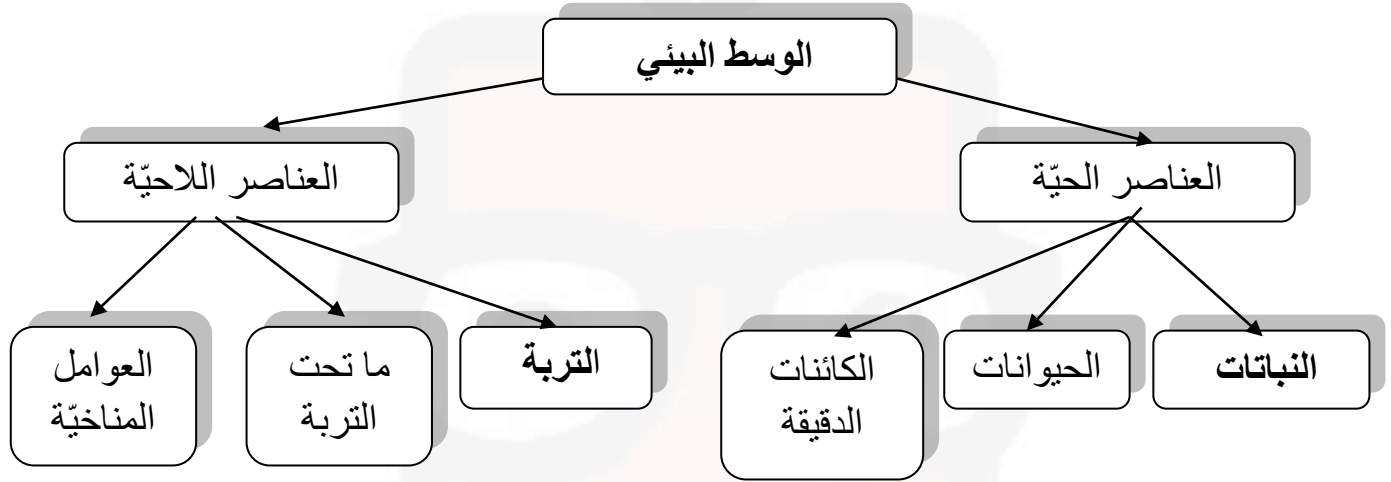 الوسط البيئي
العناصر الحيّة
العناصر اللاحيّة
النباتات
الحيوانات
الكائنات
الدقيقة
التربة
ما تحت
التربة
العوامل
المناخيّة